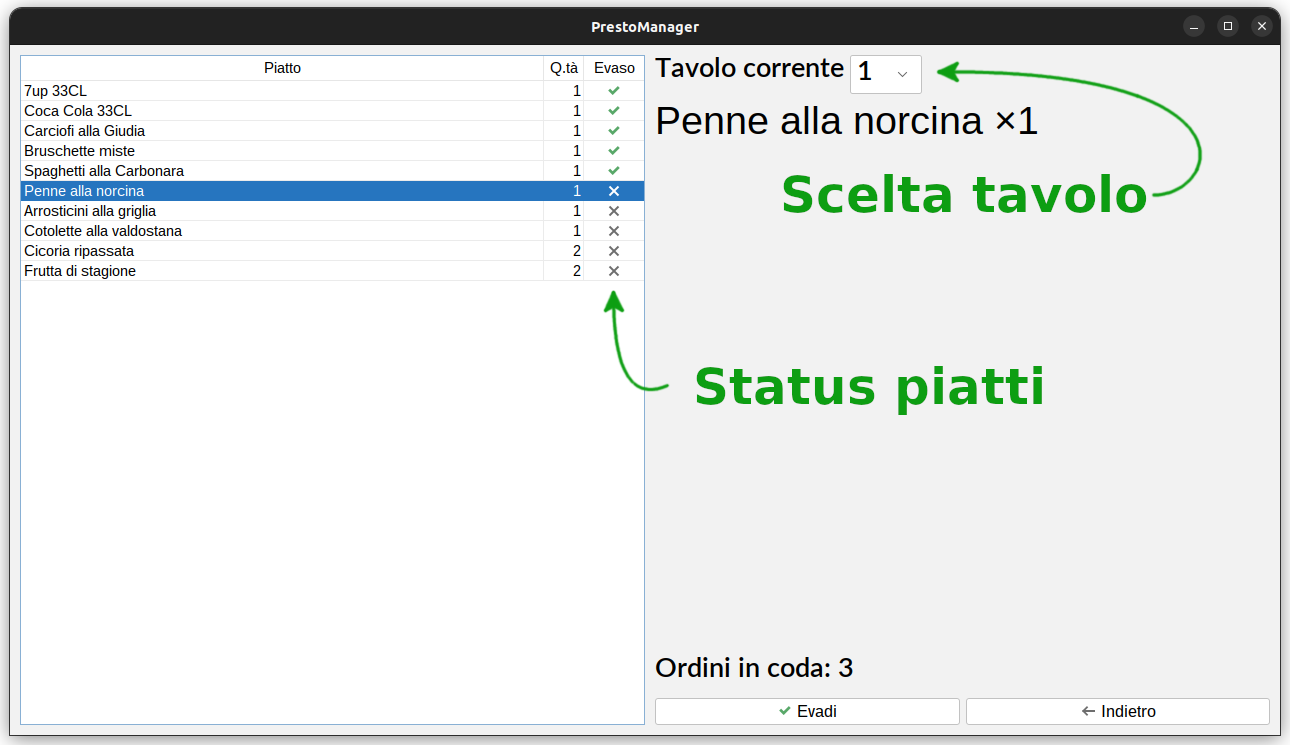 PrestoManager
Piatto Q.tà Evaso
7up 33CL 1
Coca Cola 33CL 1
Carciofi alla Giudia 1
Bruschette miste 1
Spaghetti alla Carbonara 1
Penne alla norcina 1
Arrosticini alla griglia 1
Cotolette alla valdostana 1
Cicoria ripassata 2
Frutta di stagione 2
Tavolo corrente 1
Penne alla norcina ×1
Scelta tavolo
Status piatti
Ordini in coda: 3
Evadi
Indietro